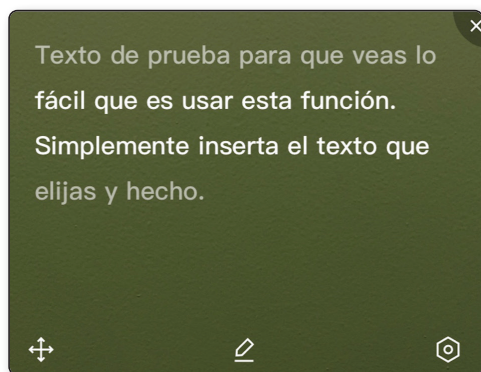 Texto de prueba para que veas lo
fácil que es usar esta función.
Simplemente inserta el texto que
elijas y hecho.